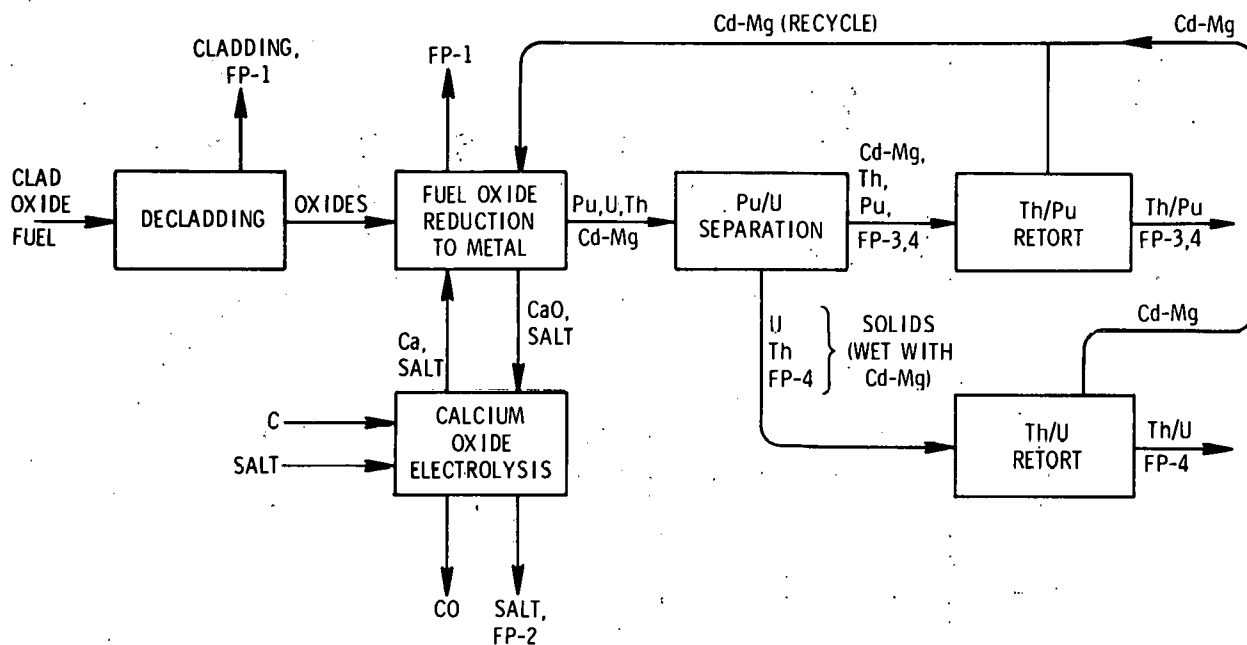 Cd-Mg (RECYCLE)
Cd-Mg
CLADDING,
FP-1
FP-1
CLAD
OXIDE
FUEL
DECLADDING
OXIDES
FUEL OXIDE
REDUCTION
TO METAL
Pu,U,Th
Cd-Mg
Pu/U
SEPARATION
Cd-Mg,
Th,
Pu,
FP-3,4
Th/Pu
RETORT
Th/Pu
FP-3,4
Ca,
SALT
CaO,
SALT
U
Th
FP-4
SOLIDS
(WET WITH
Cd-Mg)
Cd-Mg
C
SALT
CALCIUM
OXIDE
ELECTROLYSIS
Th/U
RETORT
Th/U
FP-4
CO
SALT,
FP-2